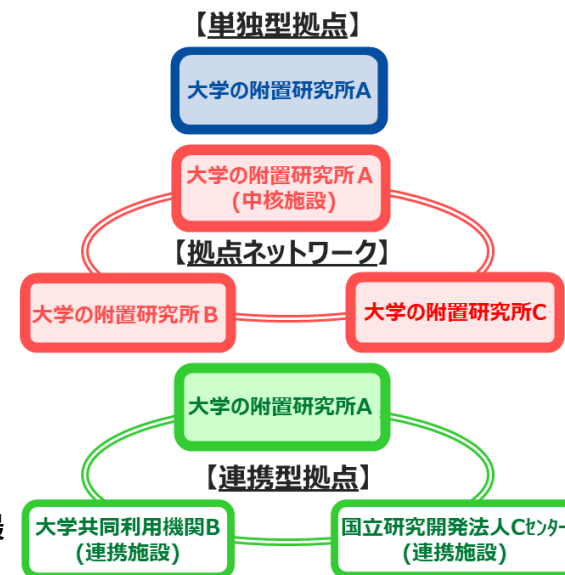 【単独型拠点】
大学の附置研究所A
大学の附置研究所A
(中核施設)
【拠点ネットワーク】
大学の附置研究所B
大学の附置研究所C
大学の附置研究所A
【連携型拠点】
大学共同利用機関B
(連携施設)
国立研究開発法人Cセンター
(連携施設)